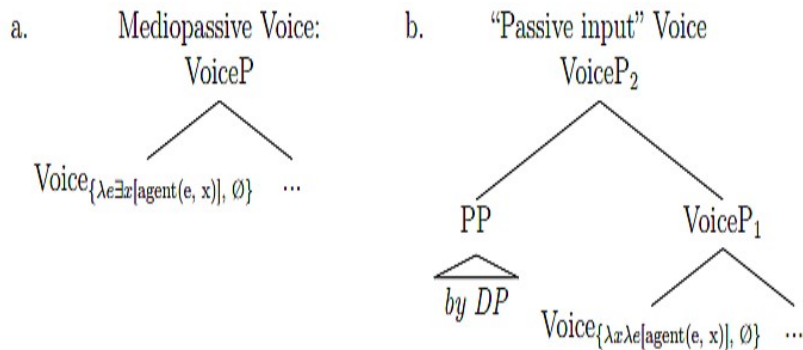 a. Mediopassive Voice: b. “Passive input” Voice
VoiceP VoiceP₂
Voice{λe∃x[agent(e, x)], Ø} ... PP VoiceP₁
by DP Voice{λxλe[agent(e, x)], Ø} ...